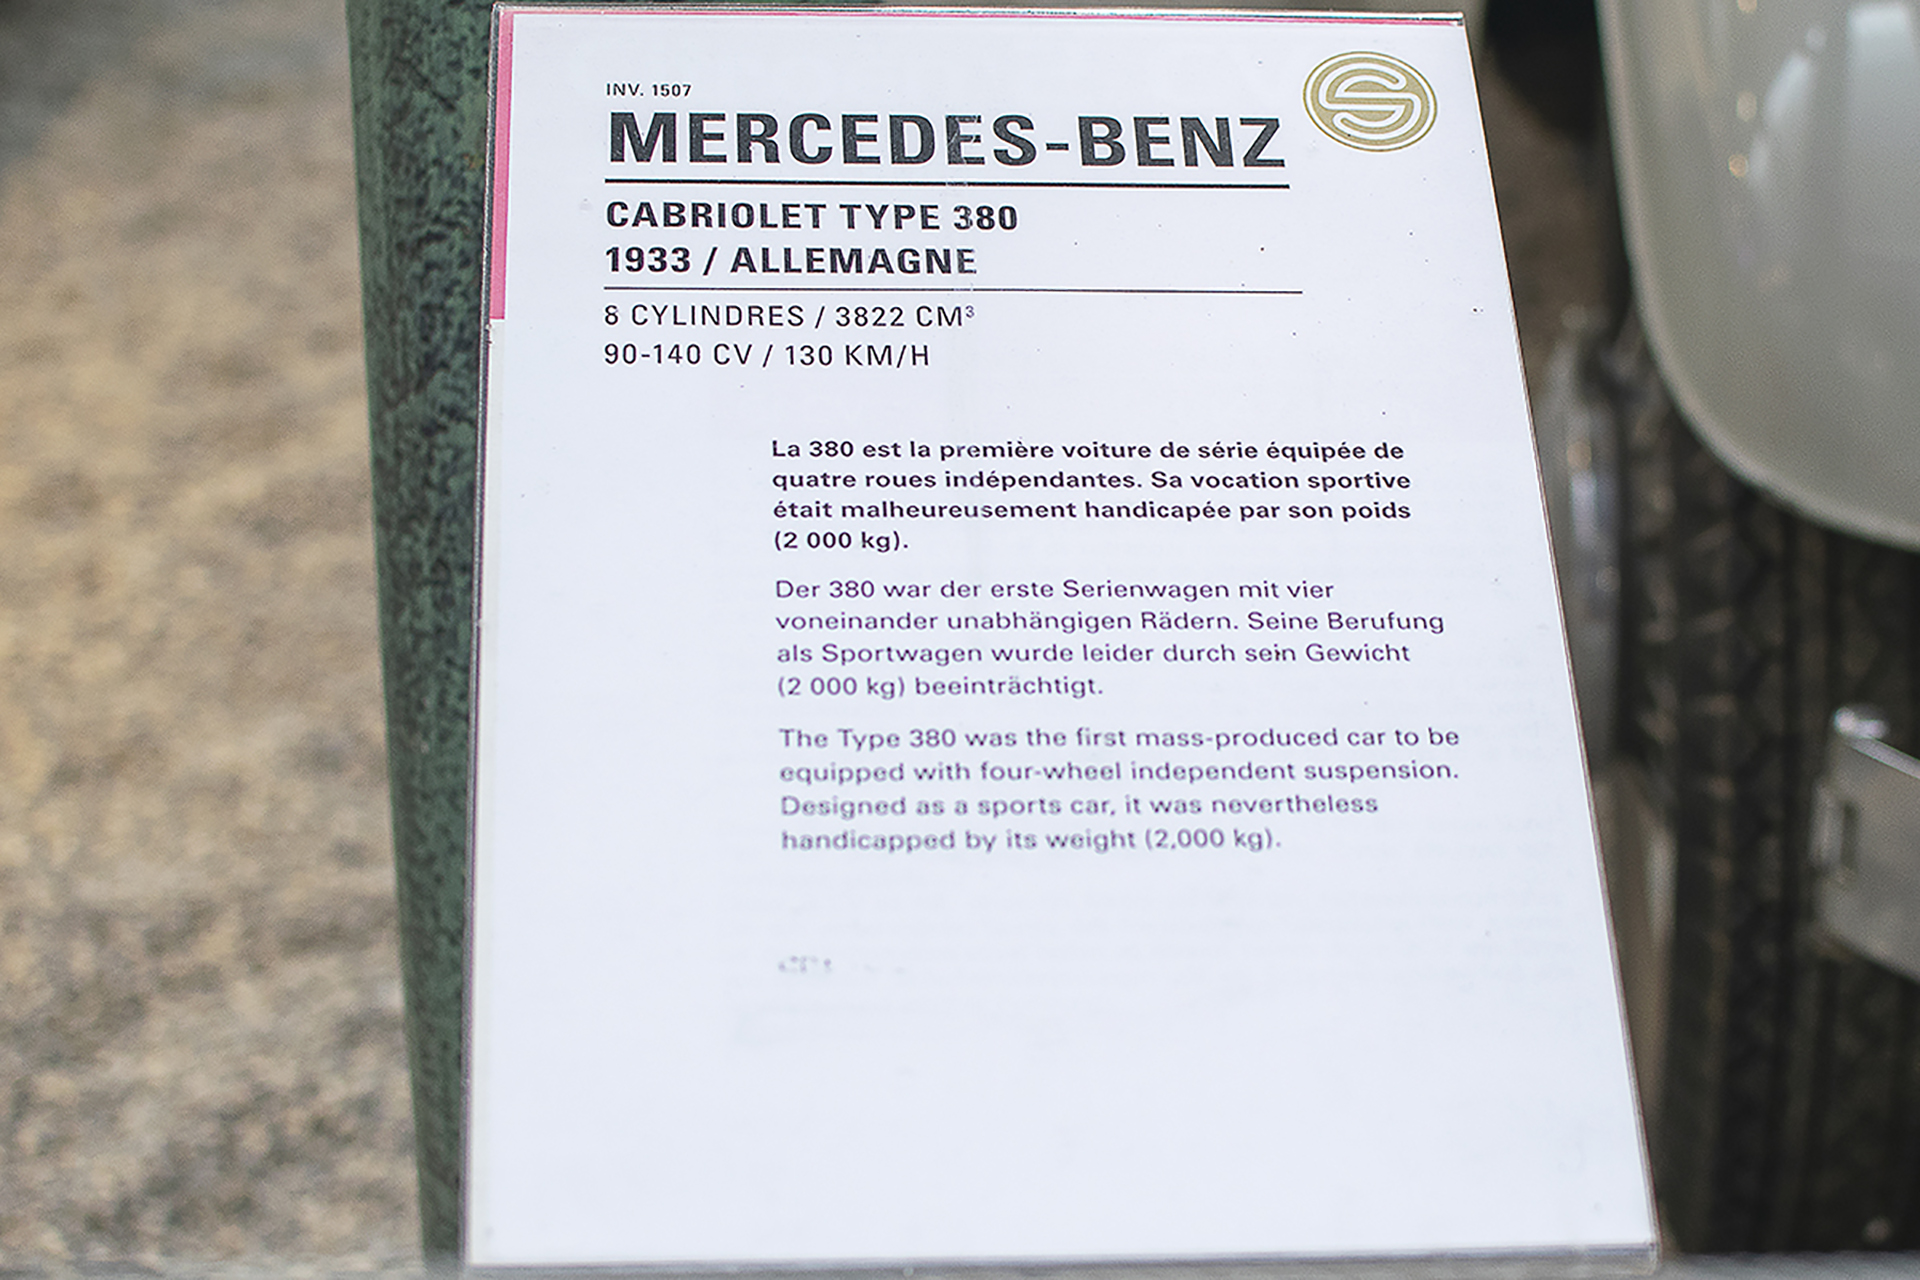 INV. 1507
MERCEDES-BENZ
CABRIOLET TYPE 380
1933 / ALLEMAGNE
8 CYLINDRES / 3822 CM³
90-140 CV / 130 KM/H
La 380 est la première voiture de série équipée de
quatre roues indépendantes. Sa vocation sportive
était malheureusement handicapée par son poids
(2 000 kg).
Der 380 war der erste Serienwagen mit vier
voneinander unabhängigen Rädern. Seine Berufung
als Sportwagen wurde leider durch sein Gewicht
(2 000 kg) beeinträchtigt.
The Type 380 was the first mass-produced car to be
equipped with four-wheel independent suspension.
Designed as a sports car, it was nevertheless
handicapped by its weight (2,000 kg).